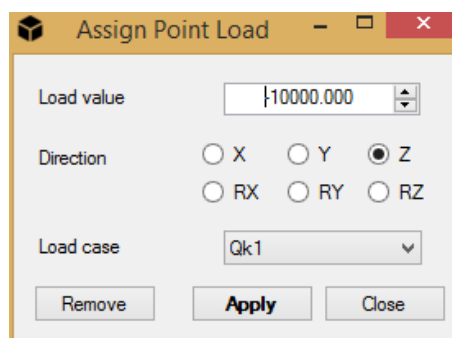 Assign Point Load
Load value -10000.000
Direction X Y Z
RX RY RZ
Load case Qk1
Remove Apply Close